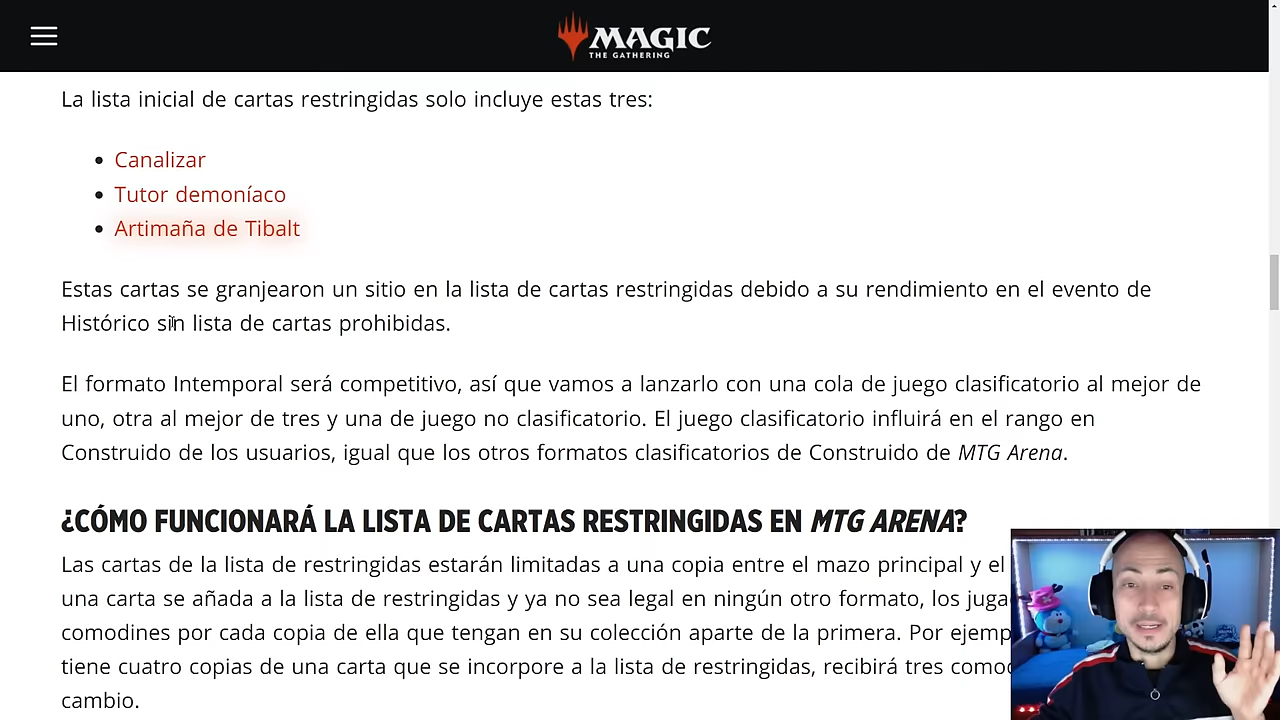 MAGIC
THE GATHERING
La lista inicial de cartas restringidas solo incluye estas tres:
Canalizar
Tutor demoníaco
Artimaña de Tibalt
Estas cartas se granjearon un sitio en la lista de cartas restringidas debido a su rendimiento en el evento de
Histórico sin lista de cartas prohibidas.
El formato Intemporal será competitivo, así que vamos a lanzarlo con una cola de juego clasificatorio al mejor de
uno, otra al mejor de tres y una de juego no clasificatorio. El juego clasificatorio influirá en el rango en
Construido de los usuarios, igual que los otros formatos clasificatorios de Construido de MTG Arena.
¿CÓMO FUNCIONARÁ LA LISTA DE CARTAS RESTRINGIDAS EN MTG ARENA?
Las cartas de la lista de restringidas estarán limitadas a una copia entre el mazo principal y el
una carta se añada a la lista de restringidas y ya no sea legal en ningún otro formato, los
comodines por cada copia de ella que tengan en su colección aparte de la primera. Por
tiene cuatro copias de una carta que se incorpore a la lista de restringidas, recibirá tres
cambio.